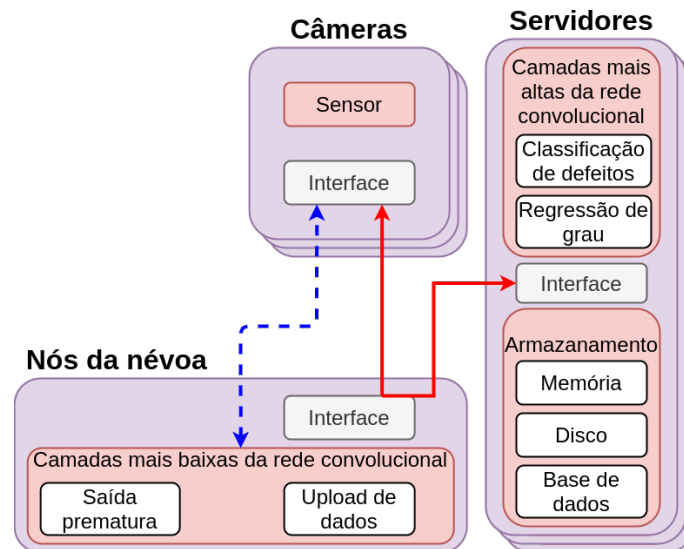 Câmeras
Sensor
Interface
Servidores
Camadas mais
altas da rede
convolucional
Classificação
de defeitos
Regressão de
grau
Interface
Armazanamento
Memória
Disco
Base de
dados
Nós da névoa
Interface
Camadas mais baixas da rede convolucional
Saída
prematura
Upload de
dados